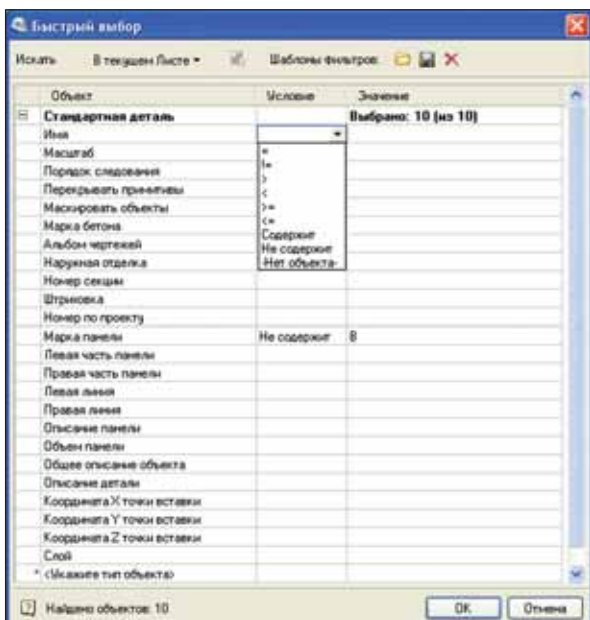 Быстрый выбор
Искать В текущем Листе Шаблоны фильтров:
Объект Условие Значение
Стандартная деталь Выбрано: 10 (из 10)
Имя
Масштаб
Порядок следования
Перекрывать примитивы
Маскировать объекты
Марка бетона
Альбом чертежей
Наружная отделка
=
!=
>
<
>=
<=
Содержит
Не содержит
-Нет объекта-
Номер секции
Штриховка
Номер по проекту
Марка панели Не содержит В
Левая часть панели
Правая часть панели
Левая линия
Правая линия
Описание панели
Объем панели
Общее описание объекта
Описание детали
Координата X точки вставки
Координата Y точки вставки
Координата Z точки вставки
Слой
* <Укажите тип объекта>
Найдено объектов: 10 OK Отмена